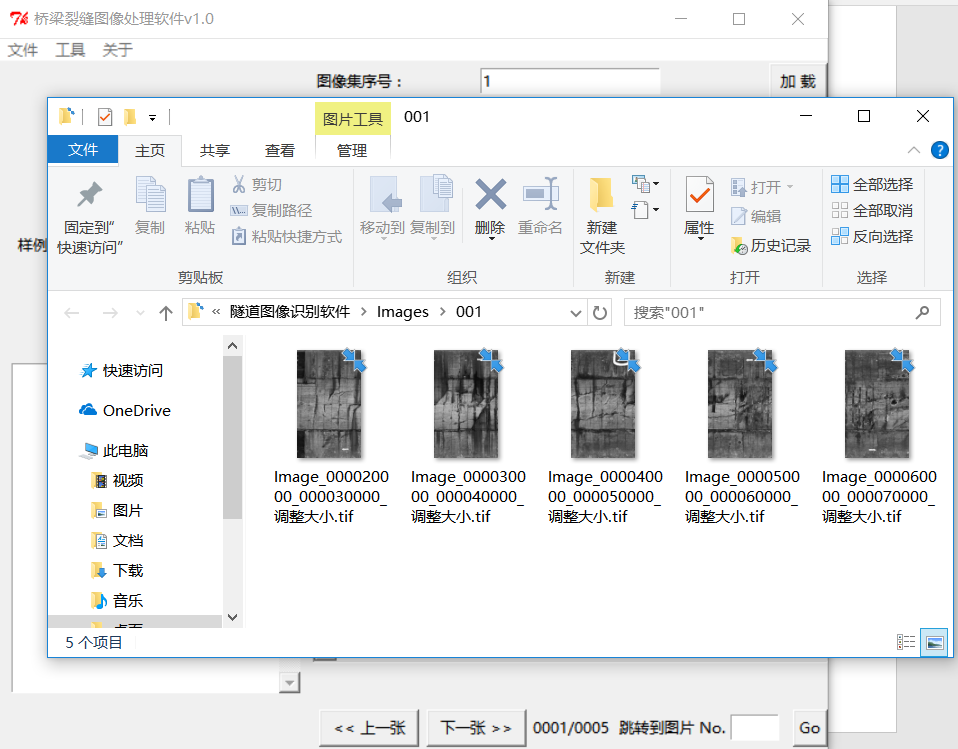 桥梁裂缝图像处理软件v1.0
文件 工具 关于
图像集序号： 1 加 载
图片工具 001
文件 主页 共享 查看 管理
固定到"快速访问" 复制 粘贴 剪切 复制路径 粘贴快捷方式
移动到 复制到 删除 重命名
新建文件夹
属性 打开 编辑 历史记录
全部选择 全部取消 反向选择
剪贴板 组织 新建 打开 选择
样例
« 隧道图像识别软件 > Images > 001
搜索"001"
快速访问
OneDrive
此电脑
视频
图片
文档
下载
音乐
桌面
Image_000020000_000030000_调整大小.tif
Image_000030000_000040000_调整大小.tif
Image_000040000_000050000_调整大小.tif
Image_000050000_000060000_调整大小.tif
Image_000060000_000070000_调整大小.tif
5 个项目
<< 上一张 下一张 >> 0001/0005 跳转到图片 No. Go